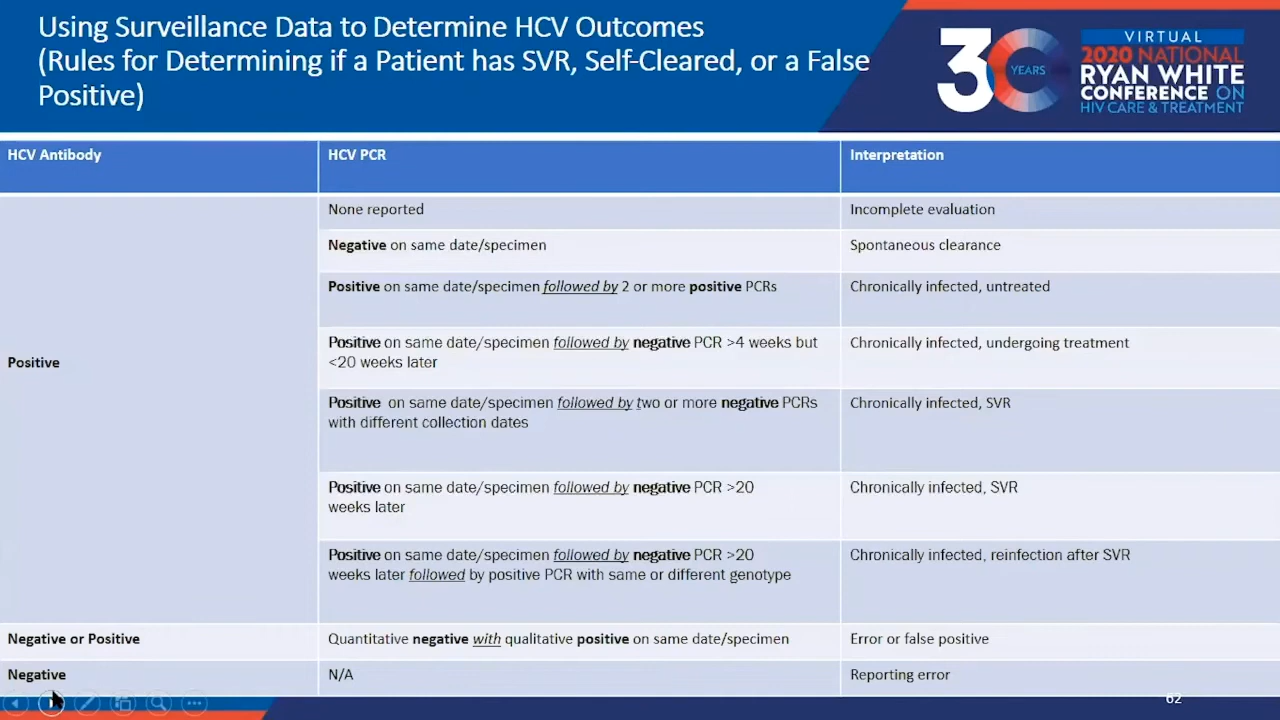 Using Surveillance Data to Determine HCV Outcomes
(Rules for Determining if a Patient has SVR, Self-Cleared, or a False
Positive)
30
YEARS
VIRTUAL
2020 NATIONAL
RYAN WHITE
CONFERENCE ON
HIV CARE & TREATMENT
HCV Antibody
HCV PCR
Interpretation
Positive
None reported
Incomplete evaluation
Negative on same date/specimen
Spontaneous clearance
Positive on same date/specimen followed by 2 or more positive PCRs
Chronically infected, untreated
Positive on same date/specimen followed by negative PCR >4 weeks but
<20 weeks later
Chronically infected, undergoing treatment
Positive on same date/specimen followed by two or more negative PCRs
with different collection dates
Chronically infected, SVR
Positive on same date/specimen followed by negative PCR >20
weeks later
Chronically infected, SVR
Positive on same date/specimen followed by negative PCR >20
weeks later followed by positive PCR with same or different genotype
Chronically infected, reinfection after SVR
Negative or Positive
Quantitative negative with qualitative positive on same date/specimen
Error or false positive
Negative
N/A
Reporting error
62